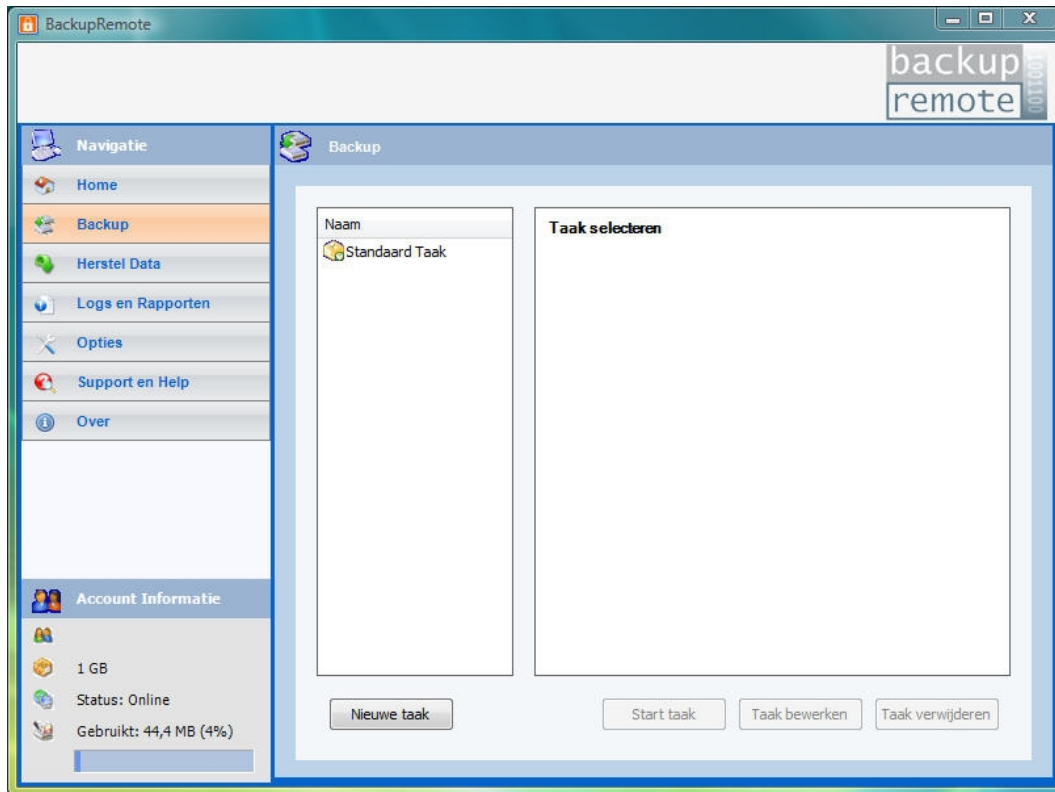 BackupRemote
backup
remote
1001100
Navigatie
Home
Backup
Herstel Data
Logs en Rapporten
Opties
Support en Help
Over
Account Informatie
1 GB
Status: Online
Gebruikt: 44,4 MB (4%)
Backup
Naam
Standaard Taak
Taak selecteren
Nieuwe taak
Start taak
Taak bewerken
Taak verwijderen